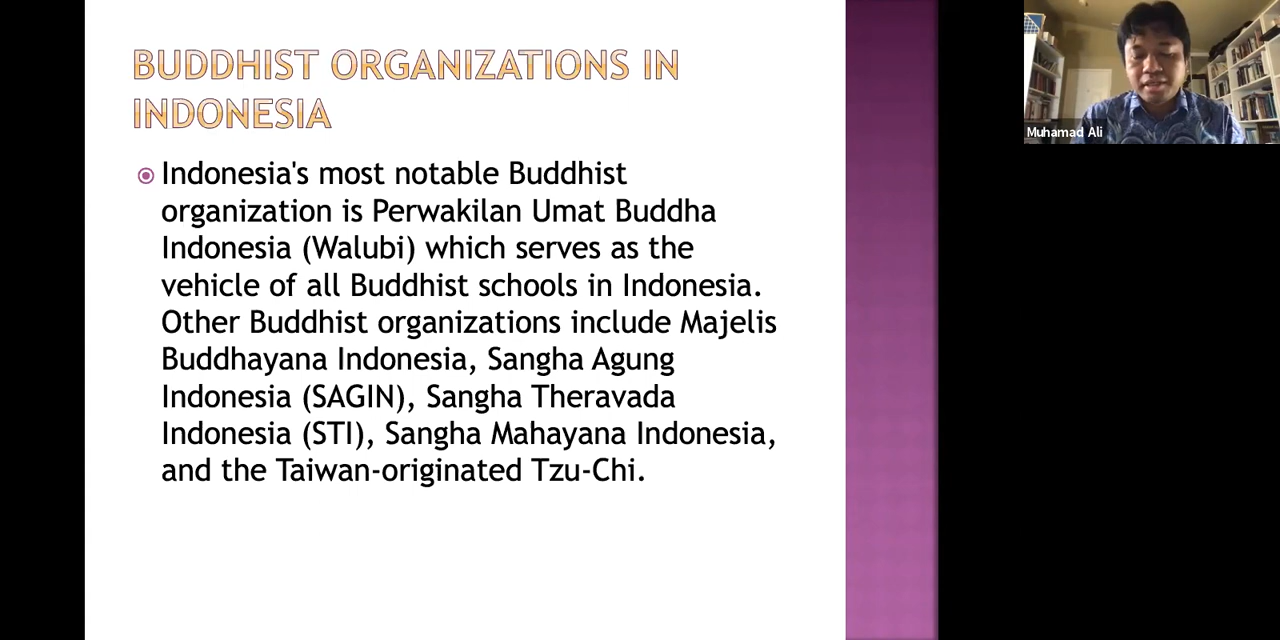 BUDDHIST ORGANIZATIONS IN
INDONESIA
Indonesia's most notable Buddhist
organization is Perwakilan Umat Buddha
Indonesia (Walubi) which serves as the
vehicle of all Buddhist schools in Indonesia.
Other Buddhist organizations include Majelis
Buddhayana Indonesia, Sangha Agung
Indonesia (SAGIN), Sangha Theravada
Indonesia (STI), Sangha Mahayana Indonesia,
and the Taiwan-originated Tzu-Chi.
Muhamad Ali